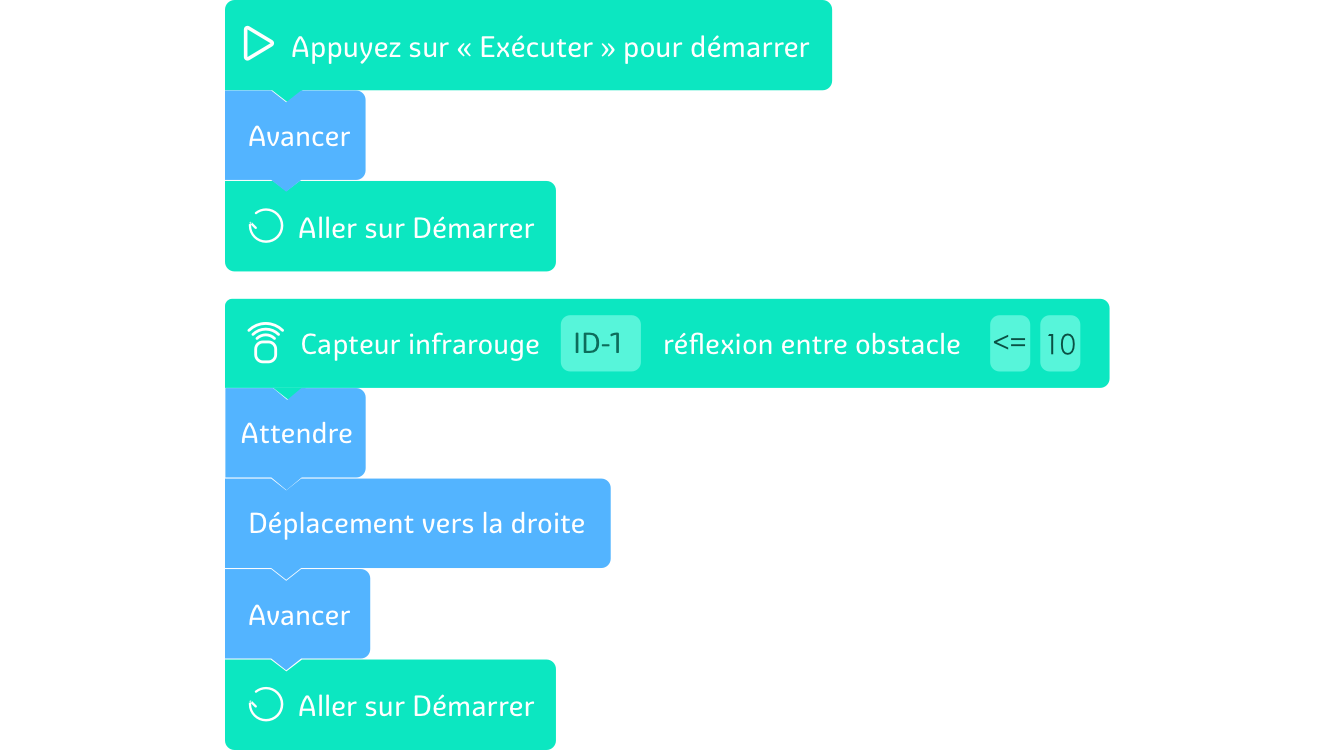 Appuyez sur « Exécuter » pour démarrer
Avancer
Aller sur Démarrer
Capteur infrarouge ID-1 réflexion entre obstacle <= 10
Attendre
Déplacement vers la droite
Avancer
Aller sur Démarrer